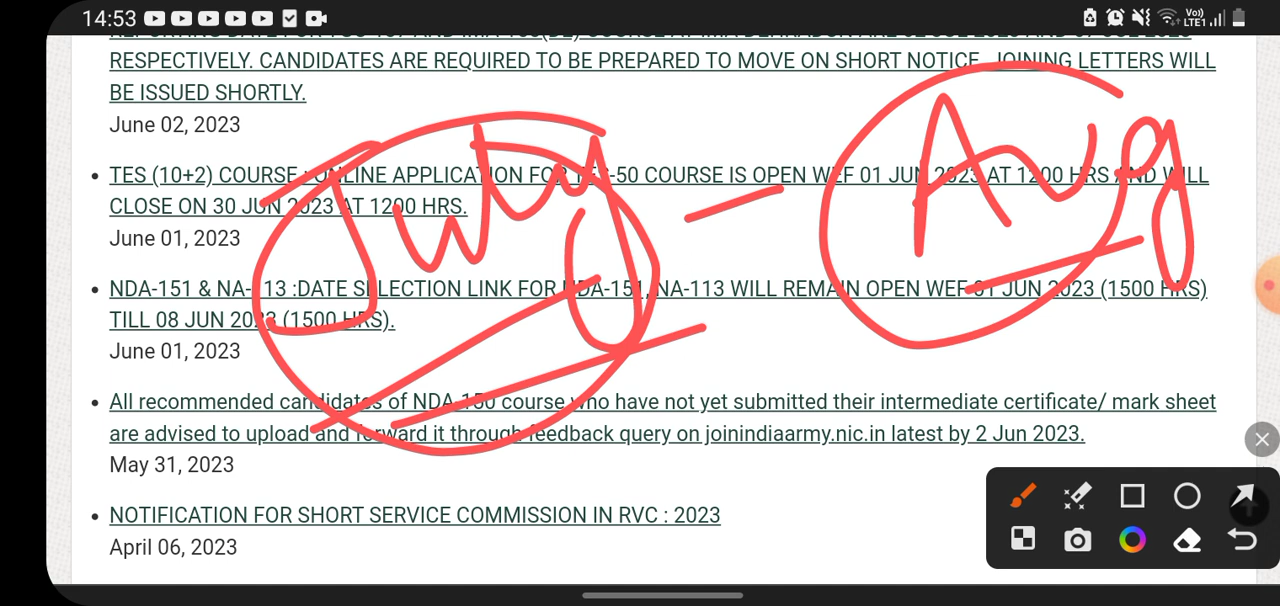 14:53 Vo)) LTE1
RESPECTIVELY. CANDIDATES ARE REQUIRED TO BE PREPARED TO MOVE ON SHORT NOTICE. JOINING LETTERS WILL
BE ISSUED SHORTLY.
June 02, 2023
TES (10+2) COURSE : ONLINE APPLICATION FOR TES-50 COURSE IS OPEN WEF 01 JUN 2023 AT 1200 HRS AND WILL
CLOSE ON 30 JUN 2023 AT 1200 HRS.
June 01, 2023
NDA-151 & NA-113 :DATE SELECTION LINK FOR NDA-151, NA-113 WILL REMAIN OPEN WEF 01 JUN 2023 (1500 HRS)
TILL 08 JUN 2023 (1500 HRS).
June 01, 2023
All recommended candidates of NDA-150 course who have not yet submitted their intermediate certificate/ mark sheet
are advised to upload and forward it through feedback query on joinindiaarmy.nic.in latest by 2 Jun 2023.
May 31, 2023
NOTIFICATION FOR SHORT SERVICE COMMISSION IN RVC : 2023
April 06, 2023
July - Aug